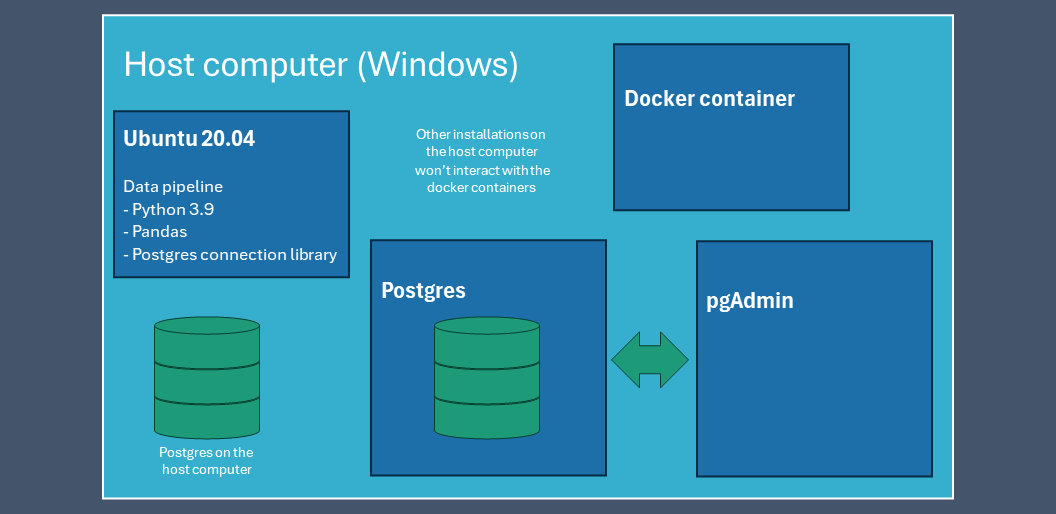 Host computer (Windows)
Docker container
Ubuntu 20.04
Data pipeline
- Python 3.9
- Pandas
- Postgres connection library
Other installations on
the host computer
won't interact with the
docker containers
Postgres
pgAdmin
Postgres on the
host computer